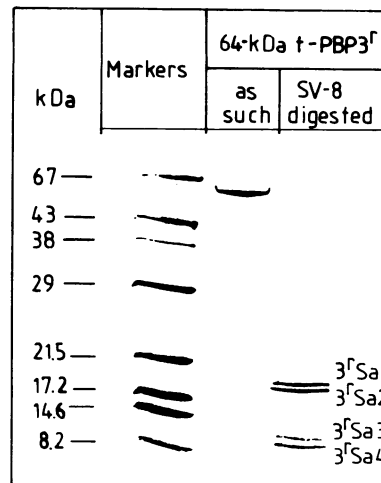 64-kDa t-PBP3ʳ
Markers
kDa
as such
SV-8 digested
67
43
38
29
21.5
17.2
14.6
8.2
3ʳSa
3ʳSa2
3ʳSa3
3ʳSa4